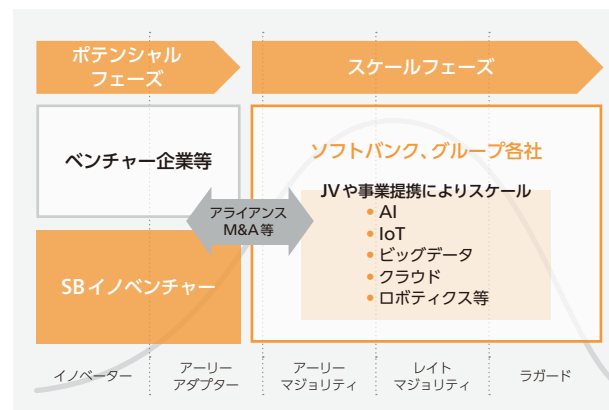 ポテンシャル
フェーズ
スケールフェーズ
ベンチャー企業等
ソフトバンク、グループ各社
JVや事業提携によりスケール
• AI
• IoT
• ビッグデータ
• クラウド
• ロボティクス等
アライアンス
M&A等
SBイノベンチャー
イノベーター
アーリー
アダプター
アーリー
マジョリティ
レイト
マジョリティ
ラガード